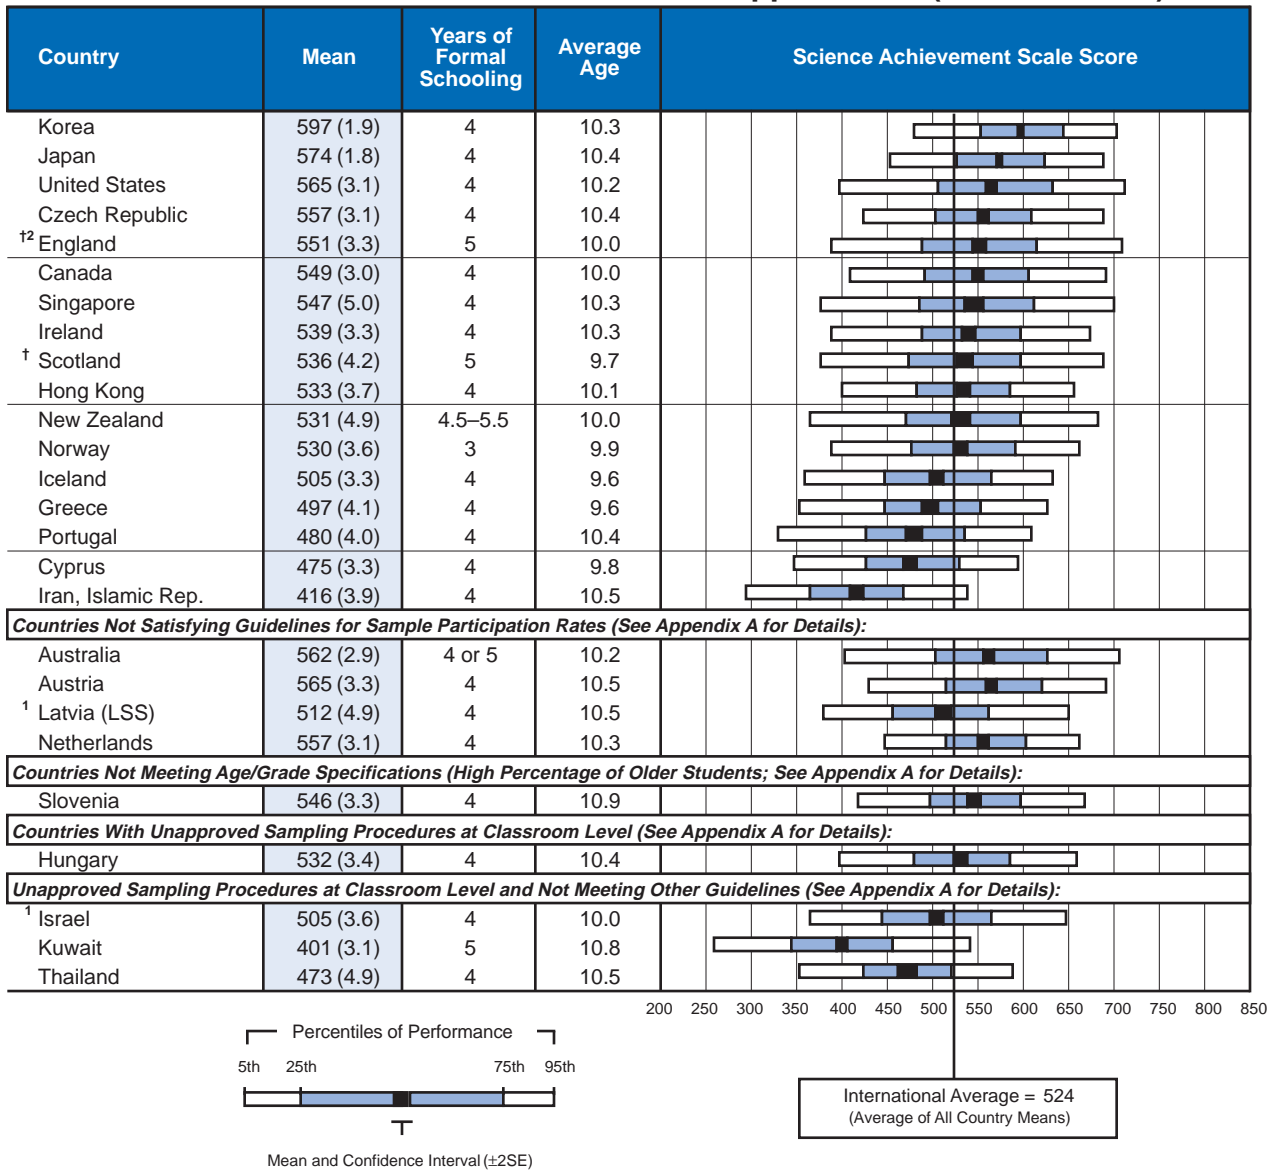 Country Mean Years of Formal Schooling Average Age Science Achievement Scale Score
Korea 597 (1.9) 4 10.3
Japan 574 (1.8) 4 10.4
United States 565 (3.1) 4 10.2
Czech Republic 557 (3.1) 4 10.4
†2 England 551 (3.3) 5 10.0
Canada 549 (3.0) 4 10.0
Singapore 547 (5.0) 4 10.3
Ireland 539 (3.3) 4 10.3
† Scotland 536 (4.2) 5 9.7
Hong Kong 533 (3.7) 4 10.1
New Zealand 531 (4.9) 4.5–5.5 10.0
Norway 530 (3.6) 3 9.9
Iceland 505 (3.3) 4 9.6
Greece 497 (4.1) 4 9.6
Portugal 480 (4.0) 4 10.4
Cyprus 475 (3.3) 4 9.8
Iran, Islamic Rep. 416 (3.9) 4 10.5
Countries Not Satisfying Guidelines for Sample Participation Rates (See Appendix A for Details):
Australia 562 (2.9) 4 or 5 10.2
Austria 565 (3.3) 4 10.5
1 Latvia (LSS) 512 (4.9) 4 10.5
Netherlands 557 (3.1) 4 10.3
Countries Not Meeting Age/Grade Specifications (High Percentage of Older Students; See Appendix A for Details):
Slovenia 546 (3.3) 4 10.9
Countries With Unapproved Sampling Procedures at Classroom Level (See Appendix A for Details):
Hungary 532 (3.4) 4 10.4
Unapproved Sampling Procedures at Classroom Level and Not Meeting Other Guidelines (See Appendix A for Details):
1 Israel 505 (3.6) 4 10.0
Kuwait 401 (3.1) 5 10.8
Thailand 473 (4.9) 4 10.5
200 250 300 350 400 450 500 550 600 650 700 750 800 850
Percentiles of Performance
5th 25th 75th 95th
Mean and Confidence Interval (±2SE)
International Average = 524
(Average of All Country Means)